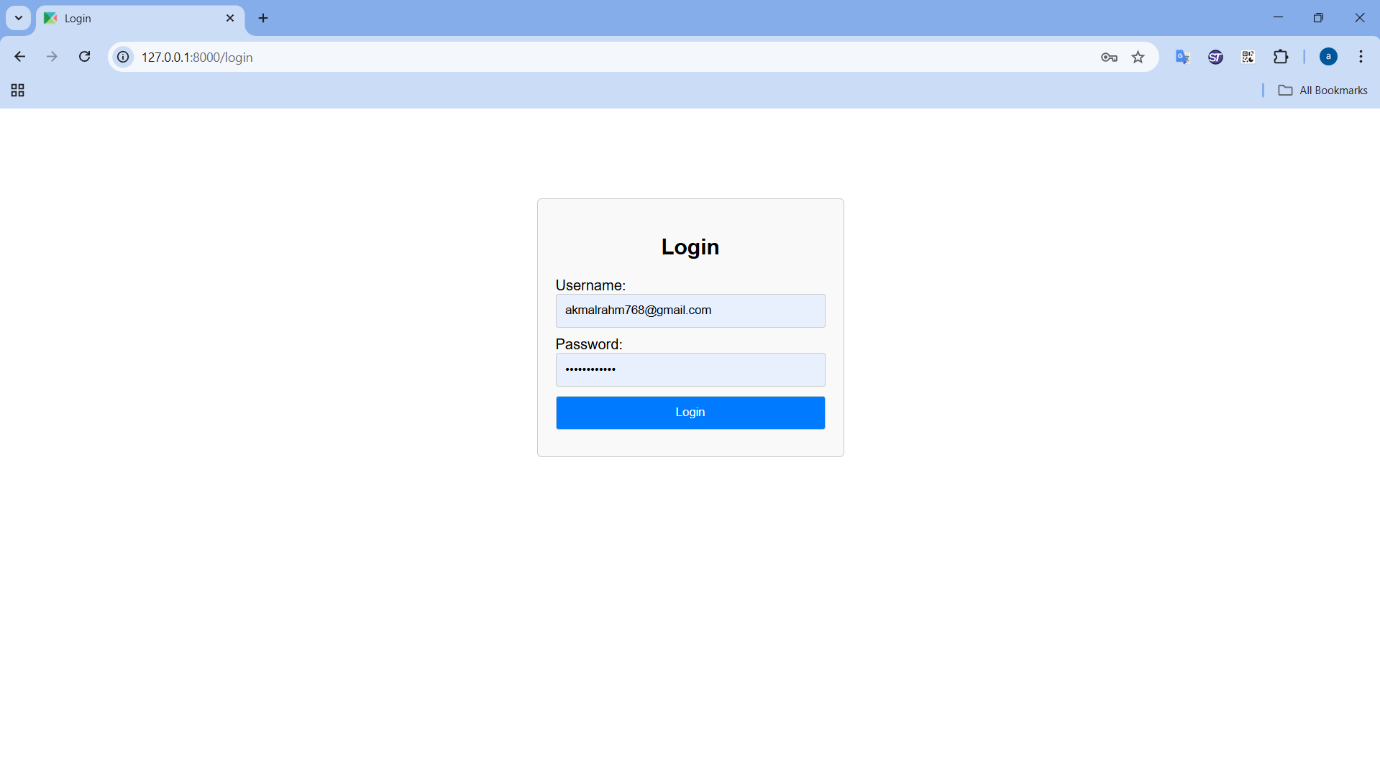 Login
127.0.0.1:8000/login
a
All Bookmarks
Login
Username:
akmalrahm768@gmail.com
Password:
••••••••••••
Login